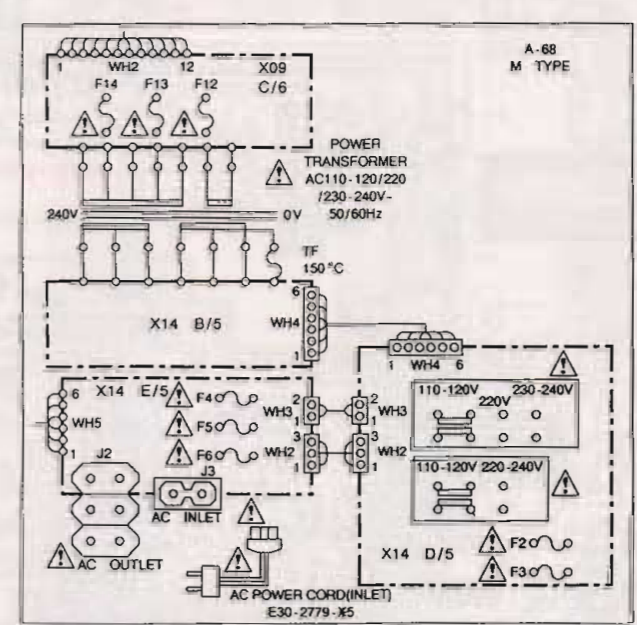 A-68
M TYPE
1 WH2 12
X09
C/6
F14 F13 F12
POWER
TRANSFORMER
AC110-120/220
/230-240V~
50/60Hz
240V 0V
TF
150°C
X14 B/5
6
WH4
1
1 WH4 6
X14 E/5
6
WH5
1
F4
F5
F6
2
WH3
1
3
WH2
1
2
WH3
1
3
WH2
1
J2
J3
AC INLET
AC OUTLET
110-120V 230-240V
220V
110-120V 220-240V
X14 D/5
F2
F3
AC POWER CORD(INLET)
E30-2779-X5